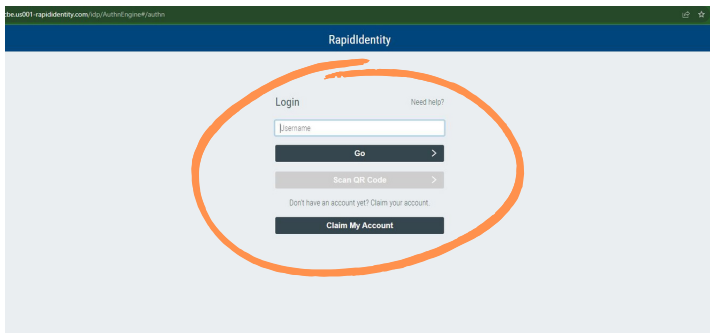 cbe.us001-rapididentity.com/idp/AuthnEngine#/authn
RapidIdentity
Login
Need help?
Username
Go
Scan QR Code
Don't have an account yet? Claim your account.
Claim My Account